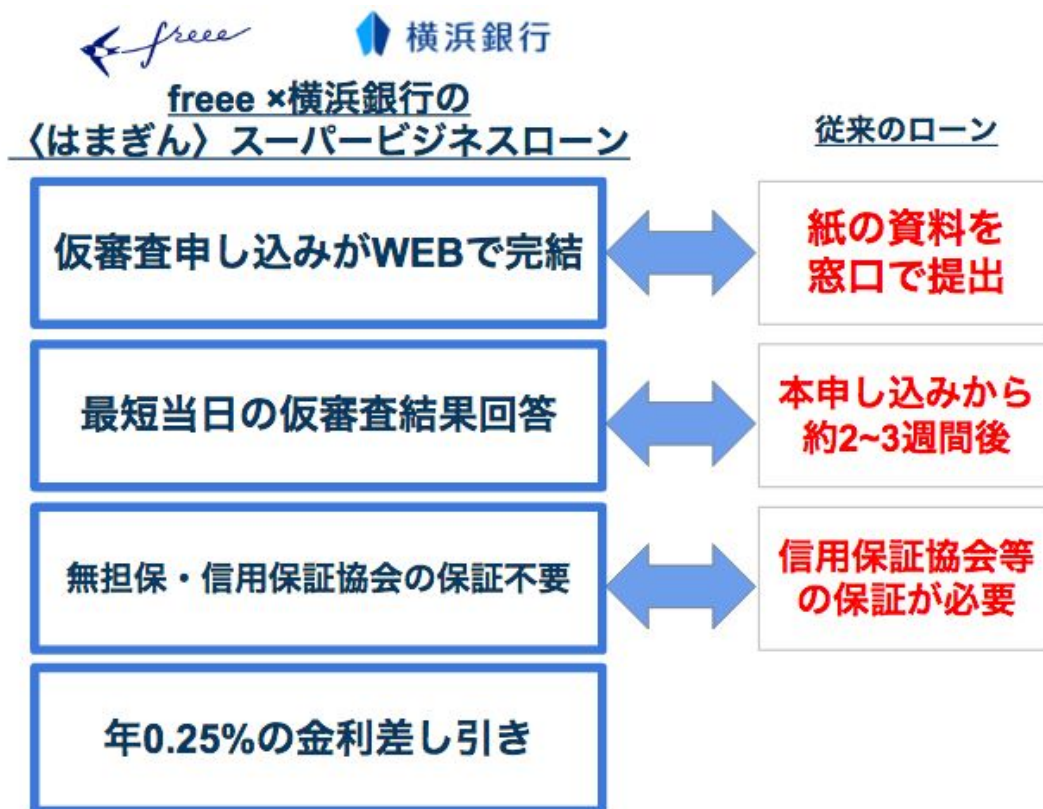 freee
横浜銀行
freee ×横浜銀行の
〈はまぎん〉スーパービジネスローン
従来のローン
仮審査申し込みがWEBで完結
紙の資料を
窓口で提出
最短当日の仮審査結果回答
本申し込みから
約2~3週間後
無担保・信用保証協会の保証不要
信用保証協会等
の保証が必要
年0.25%の金利差し引き